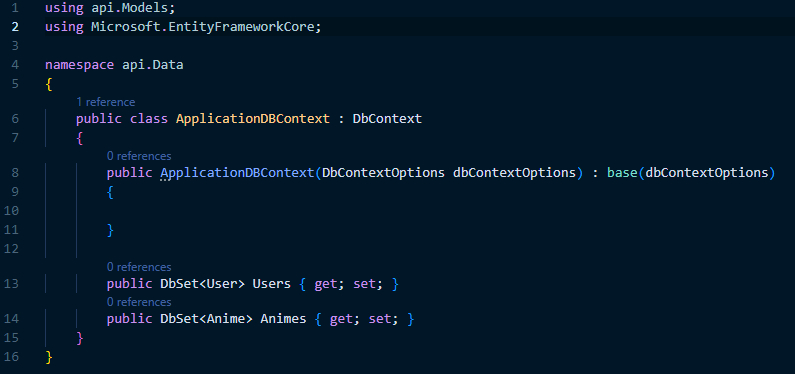 1 using api.Models;
2 using Microsoft.EntityFrameworkCore;
3
4 namespace api.Data
5 {
1 reference
6 public class ApplicationDBContext : DbContext
7 {
0 references
8 public ApplicationDBContext(DbContextOptions dbContextOptions) : base(dbContextOptions)
9 {
10
11 }
12
0 references
13 public DbSet<User> Users { get; set; }
0 references
14 public DbSet<Anime> Animes { get; set; }
15 }
16 }